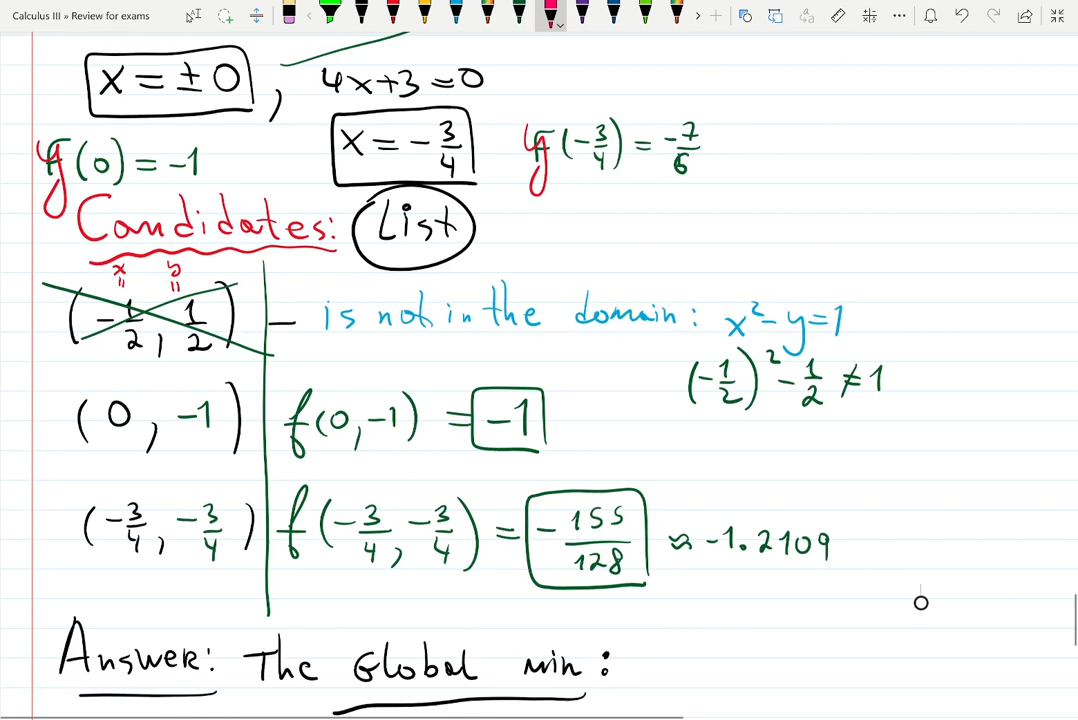 Calculus III » Review for exams
x = ±0 , 4x+3=0
x = -3/4
y(0) = -1
y(-3/4) = -7/6
Candidates: List
x = y =
(-1/2, 1/2) – is not in the domain: x² - y = 1
(-1/2)² - 1/2 ≠ 1
(0, -1) f(0, -1) = -1
(-3/4, -3/4) f(-3/4, -3/4) = -155/128 ≈ -1.2109
Answer: The Global min: